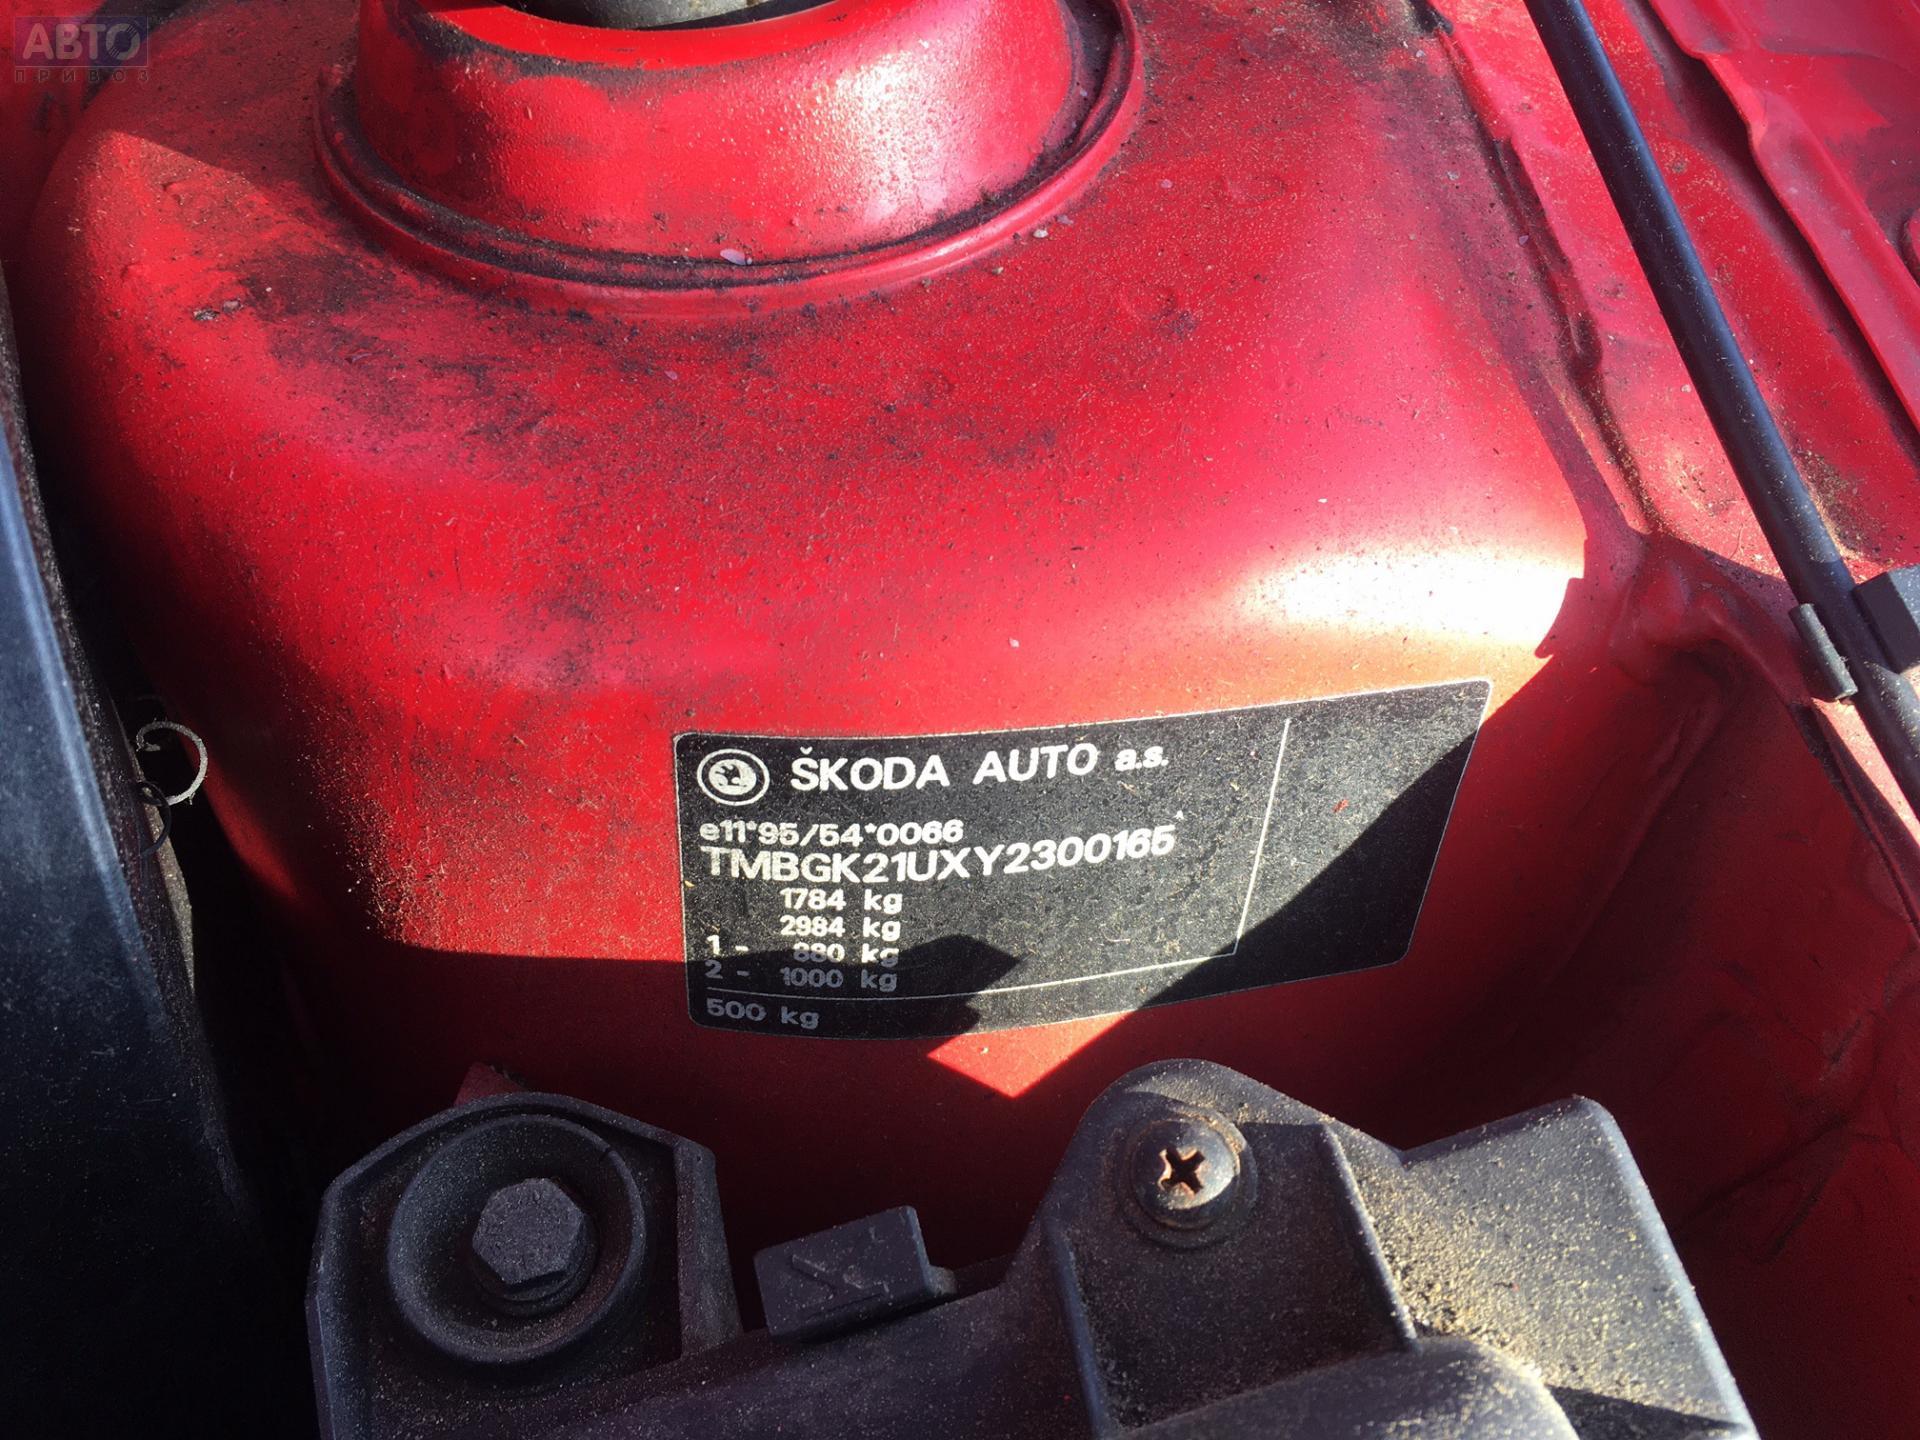 АВТО
ПРИВОЗ
ŠKODA AUTO a.s.
e11*95/54*0066
TMBGK21UXY2300165
1784 kg
2984 kg
1 - 880 kg
2 - 1000 kg
500 kg